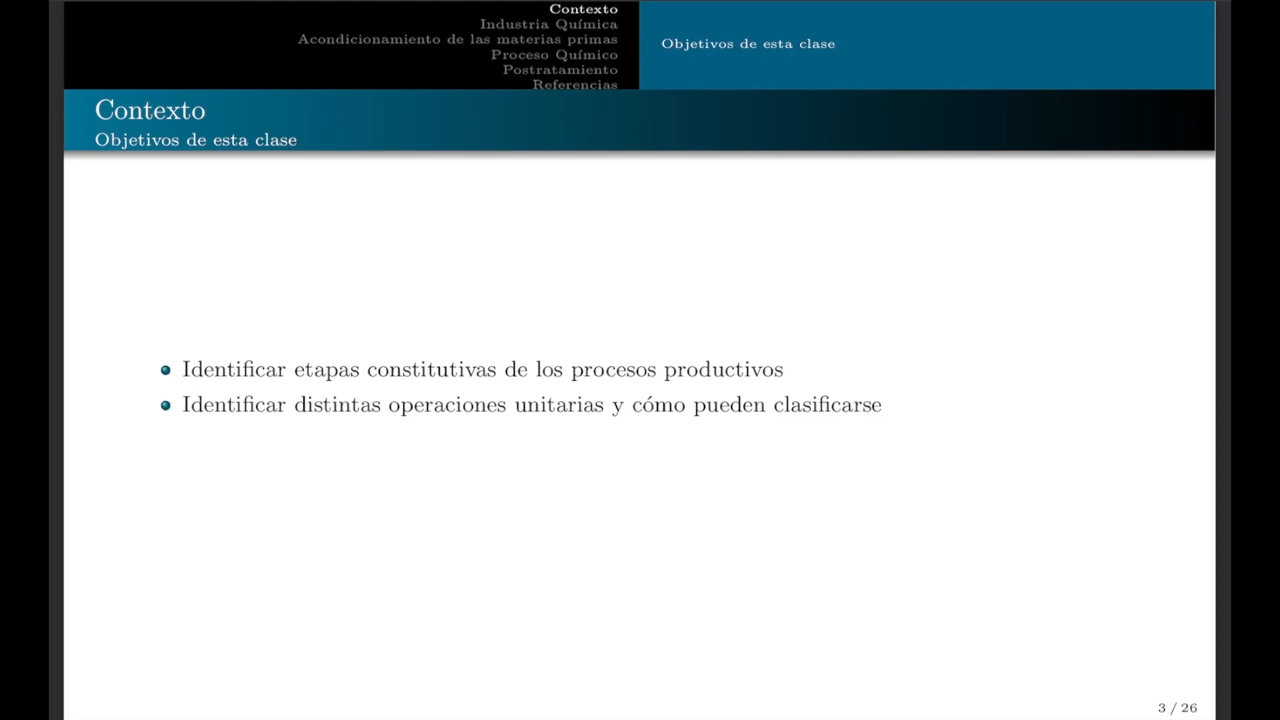 Contexto
Industria Química
Acondicionamiento de las materias primas
Proceso Químico
Postratamiento
Referencias
Objetivos de esta clase
Contexto
Objetivos de esta clase
Identificar etapas constitutivas de los procesos productivos
Identificar distintas operaciones unitarias y cómo pueden clasificarse
3 / 26